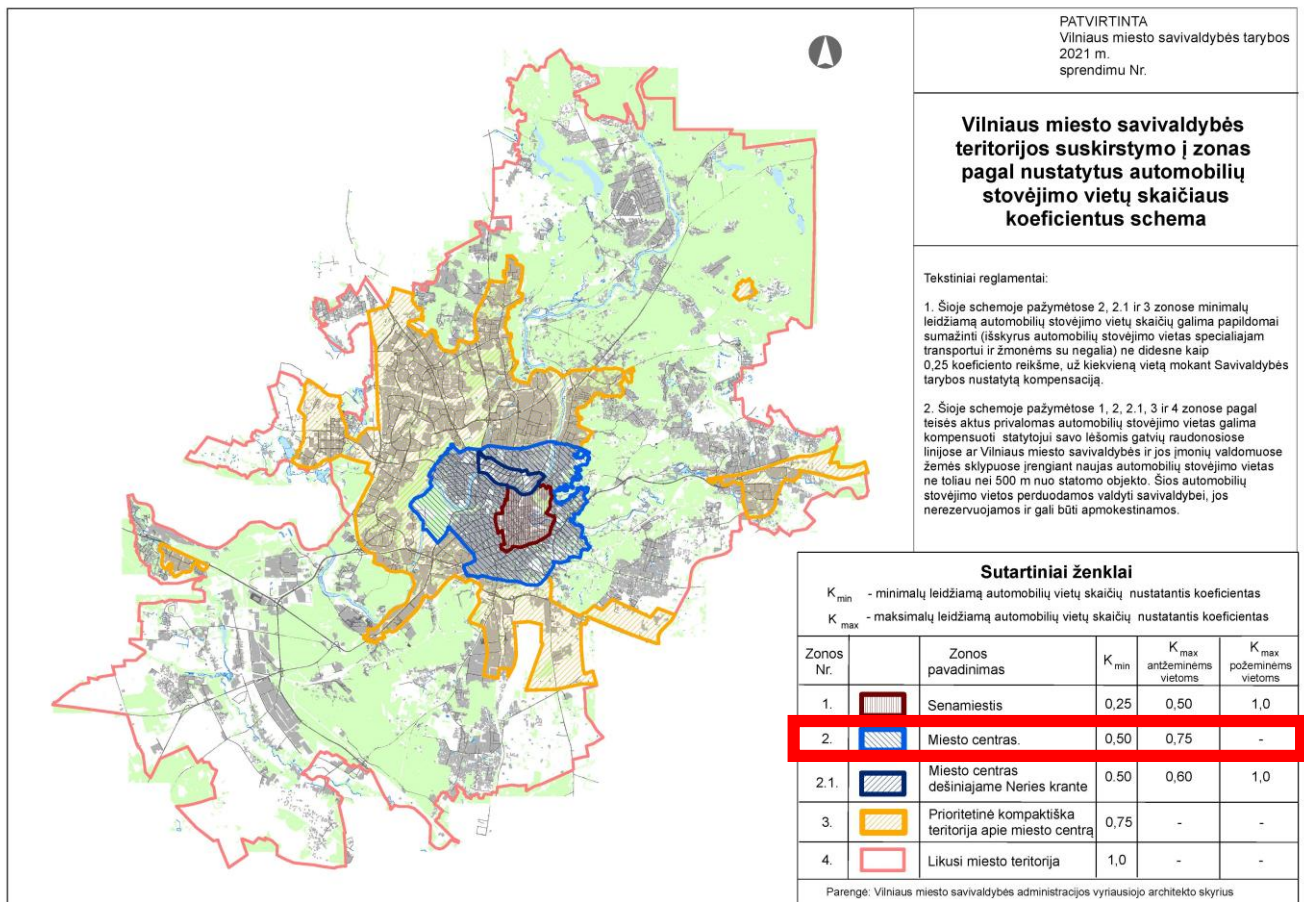 PATVIRTINTA
Vilniaus miesto savivaldybės tarybos
2021 m.
sprendimu Nr.
Vilniaus miesto savivaldybės
teritorijos suskirstymo į zonas
pagal nustatytus automobilių
stovėjimo vietų skaičiaus
koeficientus schema
Tekstiniai reglamentai:
1. Šioje schemoje pažymėtose 2, 2.1 ir 3 zonose minimalų
leidžiamą automobilių stovėjimo vietų skaičių galima papildomai
sumažinti (išskyrus automobilių stovėjimo vietas specialiajam
transportui ir žmonėms su negalia) ne didesne kaip
0,25 koeficiento reikšme, už kiekvieną vietą mokant Savivaldybės
tarybos nustatytą kompensaciją.
2. Šioje schemoje pažymėtose 1, 2, 2.1, 3 ir 4 zonose pagal
teisės aktus privalomas automobilių stovėjimo vietas galima
kompensuoti statytojui savo lėšomis gatvių raudonosiose
linijose ar Vilniaus miesto savivaldybės ir jos įmonių valdomuose
žemės sklypuose įrengiant naujas automobilių stovėjimo vietas
ne toliau nei 500 m nuo statomo objekto. Šios automobilių
stovėjimo vietos perduodamos valdyti savivaldybei, jos
nerezervuojamos ir gali būti apmokestinamos.
Sutartiniai ženklai
K min - minimalų leidžiamą automobilių vietų skaičių nustatantis koeficientas
K max - maksimalų leidžiamą automobilių vietų skaičių nustatantis koeficientas
Zonos Nr. Zonos pavadinimas K min K max antžeminėms vietoms K max požeminėms vietoms
1. Senamiestis 0,25 0,50 1,0
2. Miesto centras. 0,50 0,75 -
2.1. Miesto centras dešiniajame Neries krante 0.50 0,60 1,0
3. Prioritetinė kompaktiška teritorija apie miesto centrą 0,75 - -
4. Likusi miesto teritorija 1,0 - -
Parengė: Vilniaus miesto savivaldybės administracijos vyriausiojo architekto skyrius